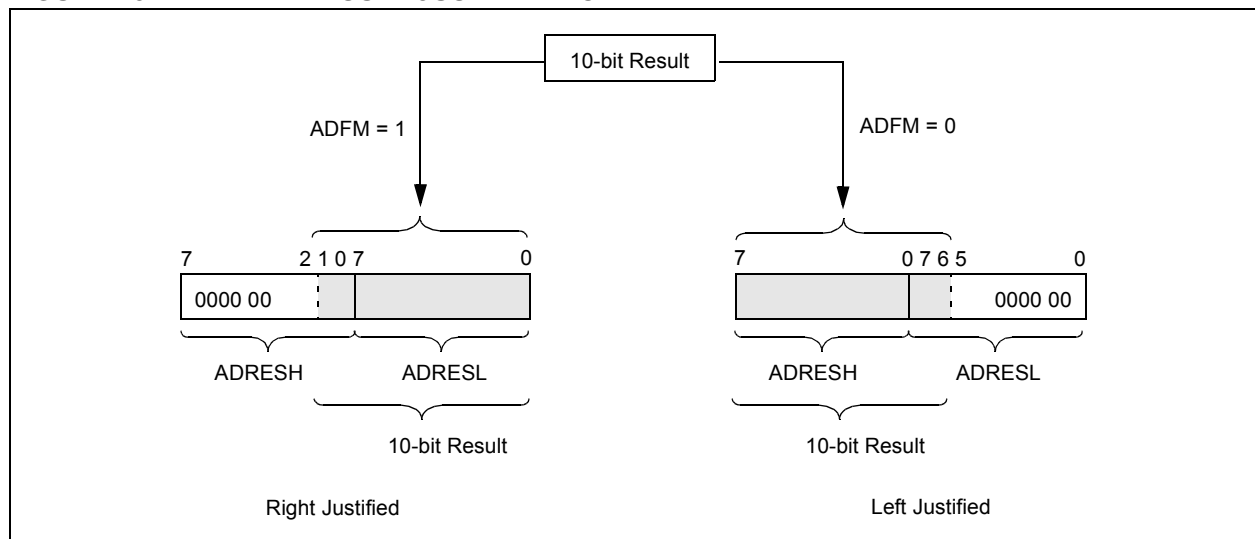 10-bit Result
ADFM = 1
ADFM = 0
7 2 1 0 7 0
7 0 7 6 5 0
0000 00
0000 00
ADRESH ADRESL
ADRESH ADRESL
10-bit Result
10-bit Result
Right Justified
Left Justified